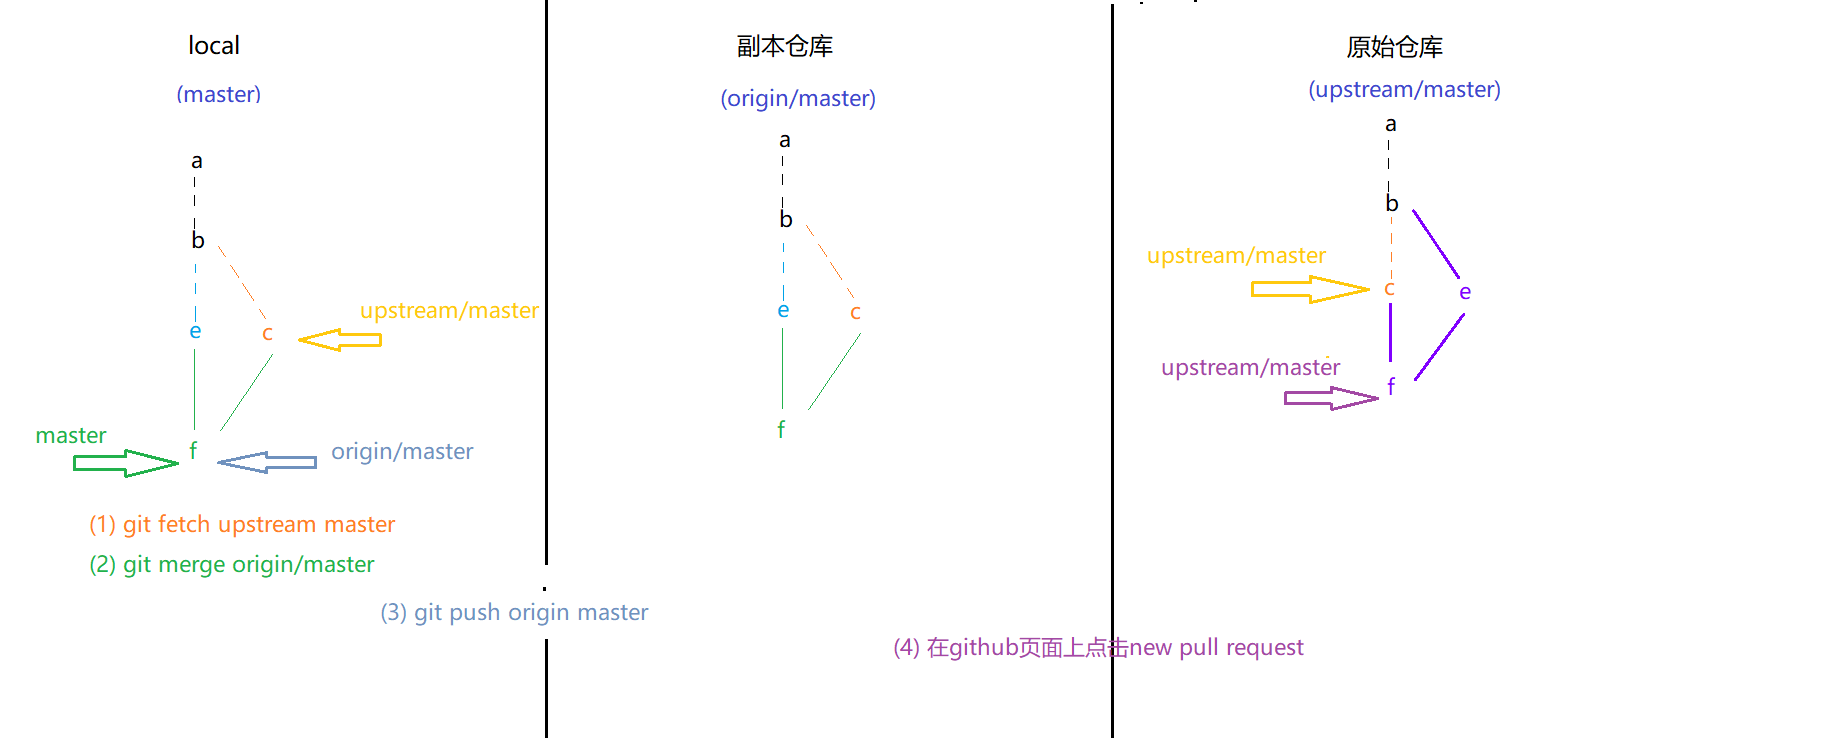 local
(master)
a
b
e
c
upstream/master
master
f
origin/master
(1) git fetch upstream master
(2) git merge origin/master
(3) git push origin master
副本仓库
(origin/master)
a
b
e
c
f
(4) 在github页面上点击new pull request
原始仓库
(upstream/master)
a
b
upstream/master
c
e
upstream/master
f